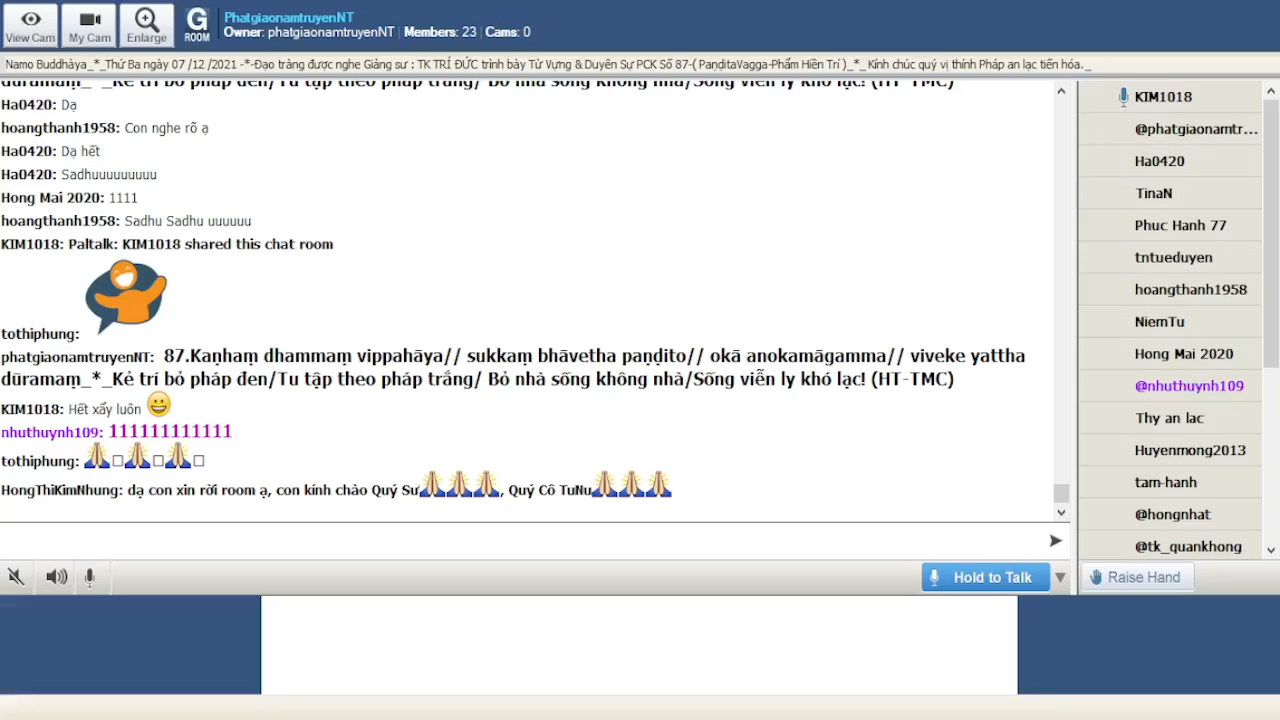 View Cam
My Cam
Enlarge
G
ROOM
PhatgiaonamtruyenNT
Owner: phatgiaonamtruyenNT | Members: 23 | Cams: 0
Namo Buddhàya_*_Thứ Ba ngày 07 /12 /2021 -*-Đạo tràng được nghe Giảng sư : TK TRÍ ĐỨC trình bày Từ Vựng & Duyên Sự PCK Số 87-( PaṇḍitaVagga-Phẩm Hiền Trí )_*_ Kính chúc quý vị thính Pháp an lạc tiến hóa._
dūramaṃ_*_Kẻ trí bỏ pháp đen/Tu tập theo pháp trắng/ Bỏ nhà sống không nhà/Sống viễn ly khó lạc! (HT-TMC)
Ha0420: Dạ
hoangthanh1958: Con nghe rõ ạ
Ha0420: Dạ hết
Ha0420: Sadhuuuuuuuuu
Hong Mai 2020: 1111
hoangthanh1958: Sadhu Sadhu uuuuuu
KIM1018: Paltalk: KIM1018 shared this chat room
tothiphung:
phatgiaonamtruyenNT: 87.Kaṇhaṃ dhammaṃ vippahāya// sukkaṃ bhāvetha paṇḍito// okā anokamāgamma// viveke yattha
dūramaṃ_*_Kẻ trí bỏ pháp đen/Tu tập theo pháp trắng/ Bỏ nhà sống không nhà/Sống viễn ly khó lạc! (HT-TMC)
KIM1018: Hết xẩy luôn 😀
nhuthuynh109: 111111111111
tothiphung: 🙏□🙏□🙏□
HongThiKimNhung: dạ con xin rời room ạ, con kính chào Quý Sư🙏🙏🙏, Quý Cô TuNu🙏🙏🙏
KIM1018
@phatgiaonamtr...
Ha0420
TinaN
Phuc Hanh 77
tntueduyen
hoangthanh1958
NiemTu
Hong Mai 2020
@nhuthuynh109
Thy an lac
Huyenmong2013
tam-hanh
@hongnhat
@tk_quankhong
Hold to Talk
Raise Hand